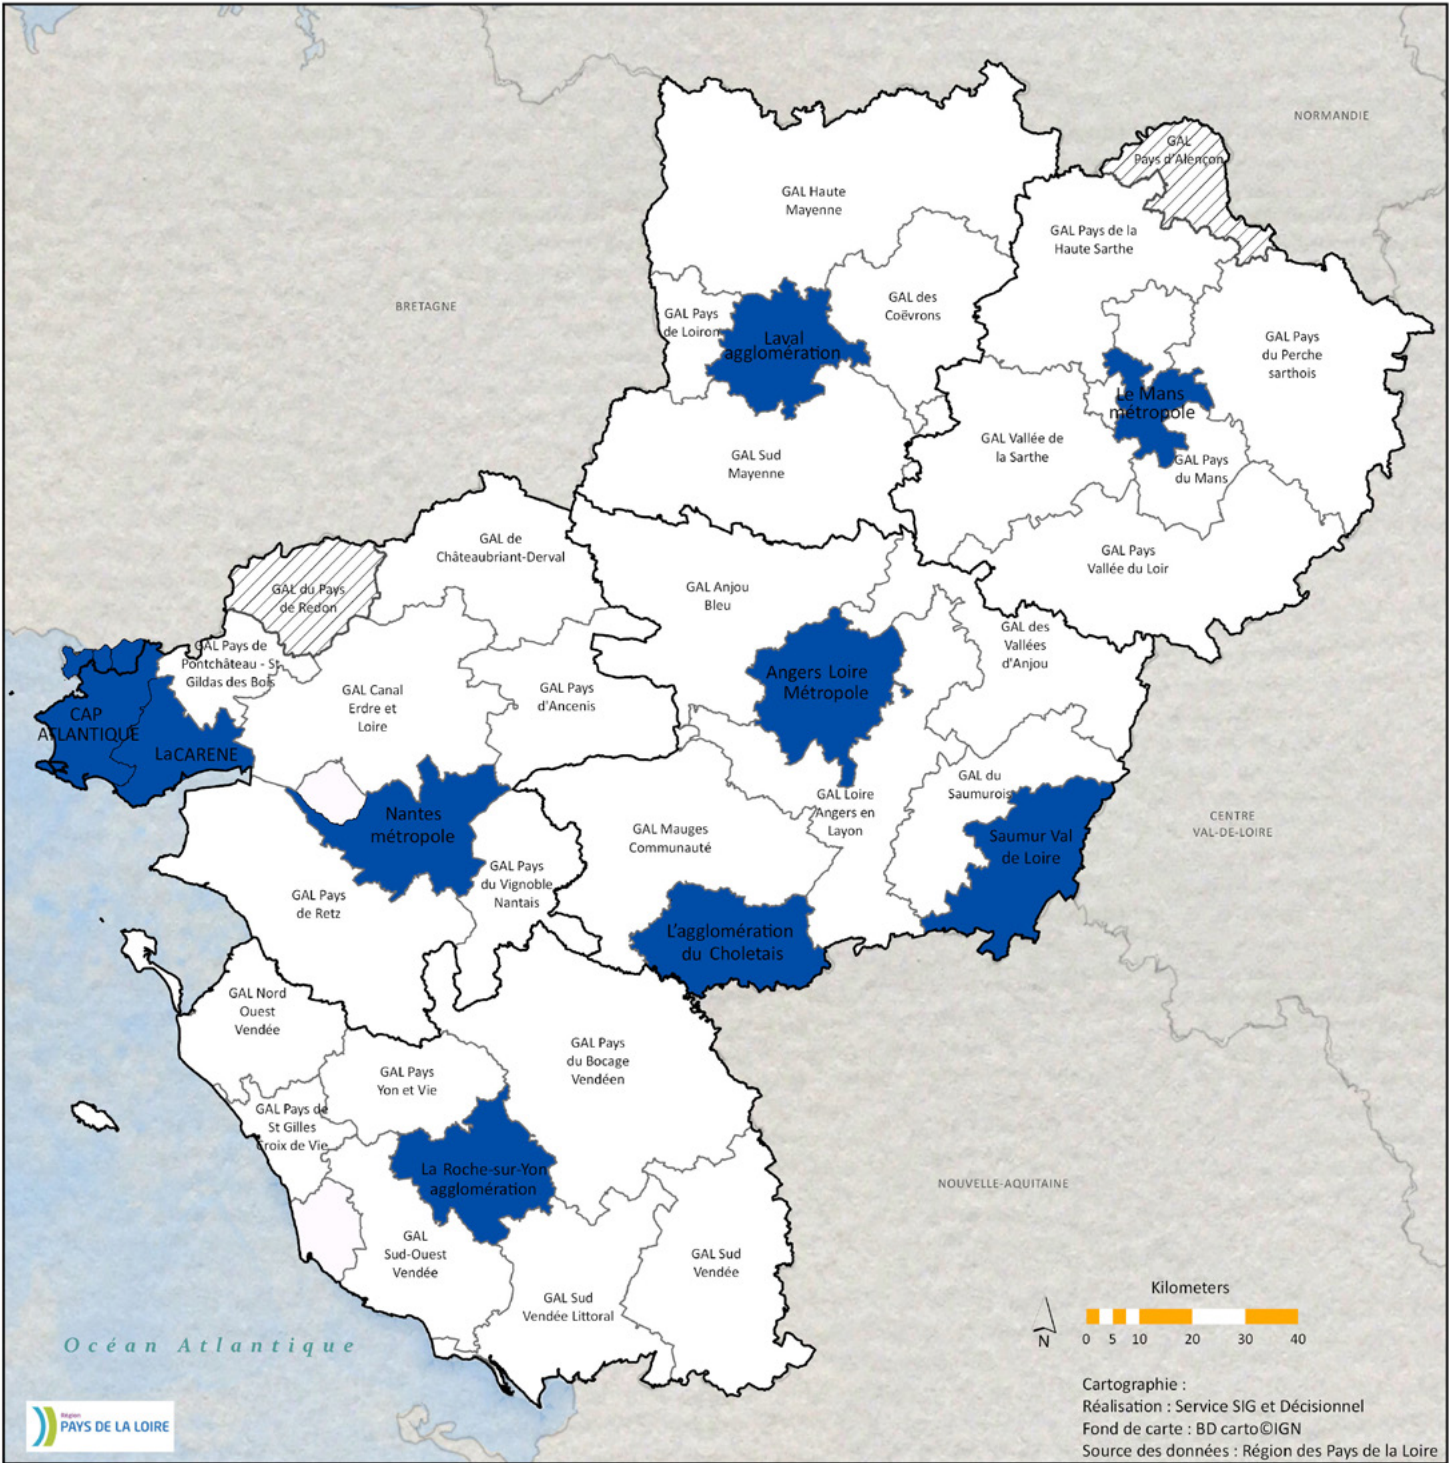 NORMANDIE
GAL
Pays d'Alençon
GAL Haute
Mayenne
GAL Pays de la
Haute Sarthe
BRETAGNE
GAL des
Coëvrons
GAL Pays
de Loiron
Laval
agglomération
GAL Pays
du Perche
sarthois
Le Mans
métropole
GAL Vallée de
la Sarthe
GAL Sud
Mayenne
GAL Pays
du Mans
GAL de
Châteaubriant-Derval
GAL Pays
Vallée du Loir
GAL du Pays
de Redon
GAL Anjou
Bleu
GAL des
Vallées
d'Anjou
GAL Pays de
Pontchâteau - St
Gildas des Bois
Angers Loire
Métropole
GAL Canal
Erdre et
Loire
GAL Pays
d'Ancenis
CAP
ATLANTIQUE
La CARENE
GAL du
Saumurois
GAL Loire
Angers en
Layon
Nantes
métropole
GAL Mauges
Communauté
CENTRE
VAL-DE-LOIRE
Saumur Val
de Loire
GAL Pays
du Vignoble
Nantais
GAL Pays
de Retz
L'agglomération
du Choletais
GAL Nord
Ouest
Vendée
GAL Pays
du Bocage
Vendéen
GAL Pays
Yon et Vie
GAL Pays de
St Gilles
Croix de Vie
La Roche-sur-Yon
agglomération
NOUVELLE-AQUITAINE
GAL
Sud-Ouest
Vendée
GAL Sud
Vendée
GAL Sud
Vendée Littoral
Océan Atlantique
Kilometers
N
0 5 10 20 30 40
Région
PAYS DE LA LOIRE
Cartographie :
Réalisation : Service SIG et Décisionnel
Fond de carte : BD carto©IGN
Source des données : Région des Pays de la Loire